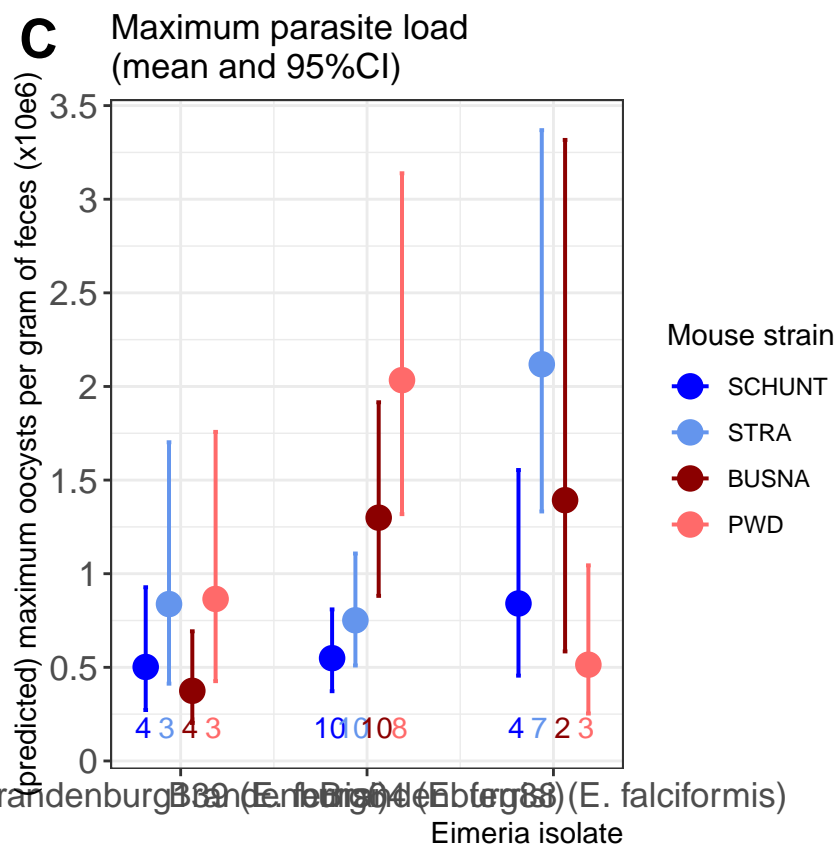 C
Maximum parasite load
(mean and 95%CI)
(predicted) maximum oocysts per gram of feces (x10e6)
3.5
3
2.5
2
1.5
1
0.5
0
4 3 4 3
10 10 10 8
4 7 2 3
(E. falciformis)
Eimeria isolate
Mouse strain
SCHUNT
STRA
BUSNA
PWD